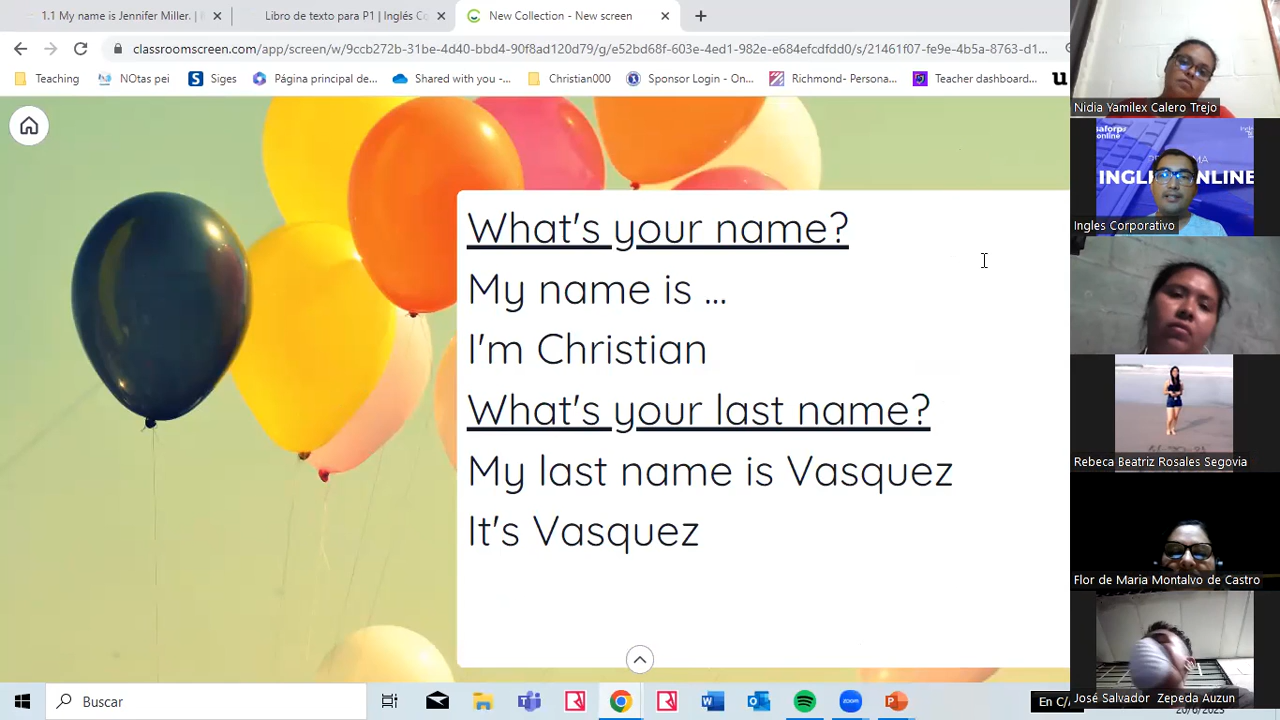 1.1 My name is Jennifer Miller. |
Libro de texto para P1 | Inglés Co
New Collection - New screen
classroomscreen.com/app/screen/w/9ccd272b-31be-4d40-bbd4-90f8ad120d79/g/e52bd68f-603e-4ed1-982e-e684efcdfdd0/s/21461f07-fe9e-4b5a-8763-d1...
Teaching
NOtas pei
Siges
Página principal de...
Shared with you -...
Christian000
Sponsor Login - On...
Richmond- Persona...
Teacher dashboard...
What's your name?
My name is ...
I'm Christian
What's your last name?
My last name is Vasquez
It's Vasquez
Nidia Yamilex Calero Trejo
Ingles Corporativo
Rebeca Beatriz Rosales Segovia
Flor de Maria Montalvo de Castro
José Salvador Zepeda Auzun
Buscar